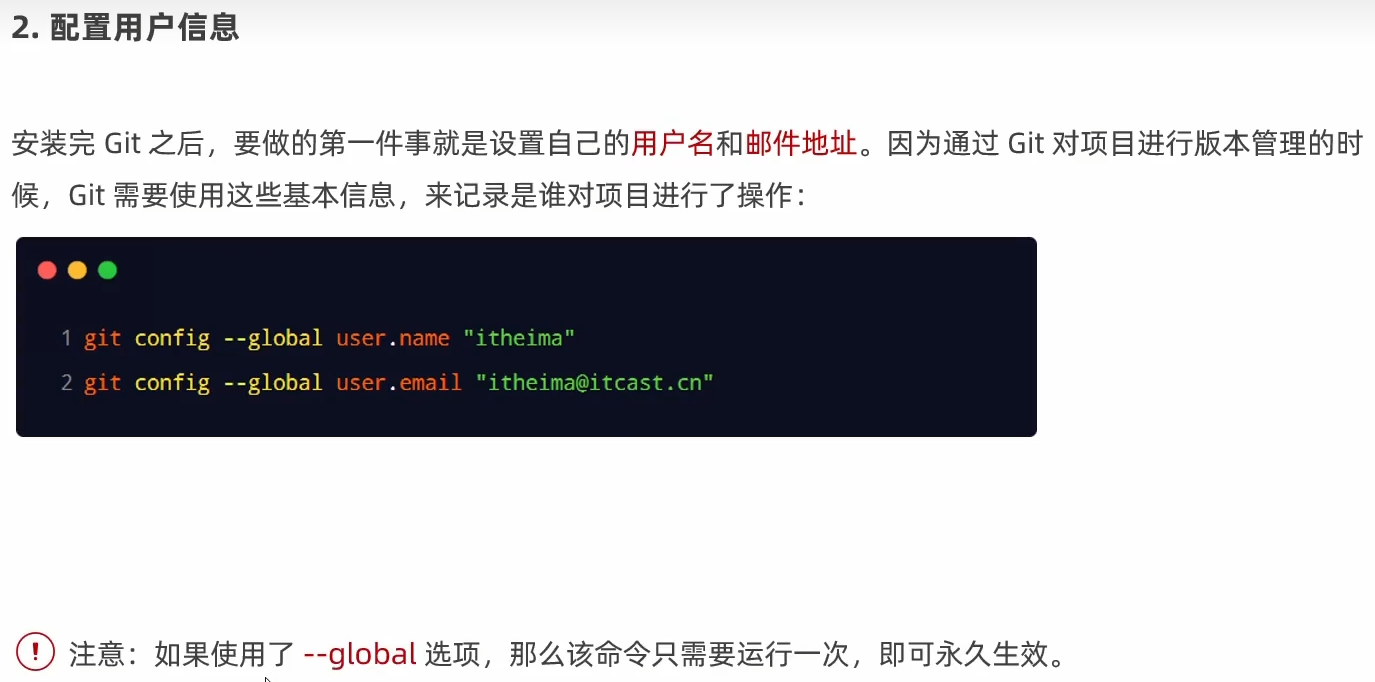 2. 配置用户信息
安装完 Git 之后，要做的第一件事就是设置自己的用户名和邮件地址。因为通过 Git 对项目进行版本管理的时
候，Git 需要使用这些基本信息，来记录是谁对项目进行了操作：
1 git config --global user.name "itheima"
2 git config --global user.email "itheima@itcast.cn"
! 注意：如果使用了 --global 选项，那么该命令只需要运行一次，即可永久生效。